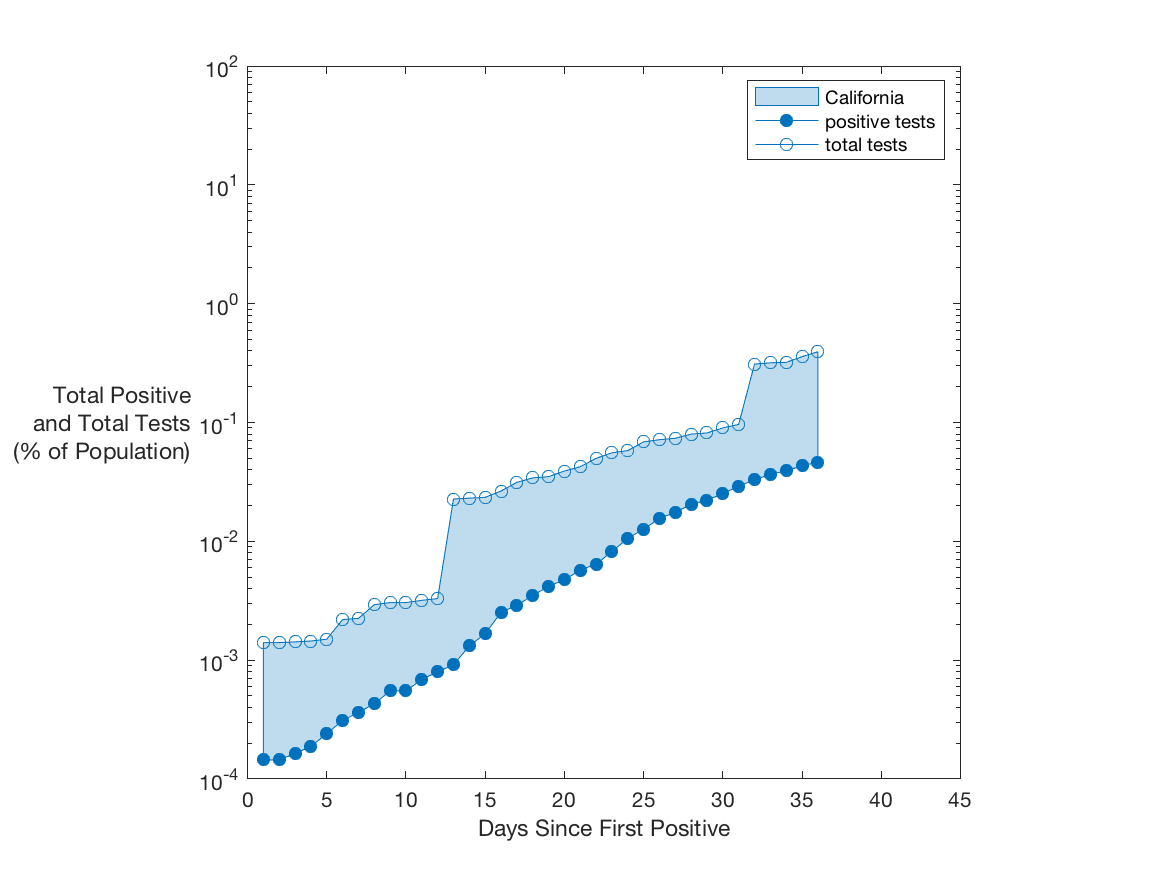 10^2
10^1
10^0
10^-1
10^-2
10^-3
10^-4
Total Positive
and Total Tests
(% of Population)
California
positive tests
total tests
0 5 10 15 20 25 30 35 40 45
Days Since First Positive